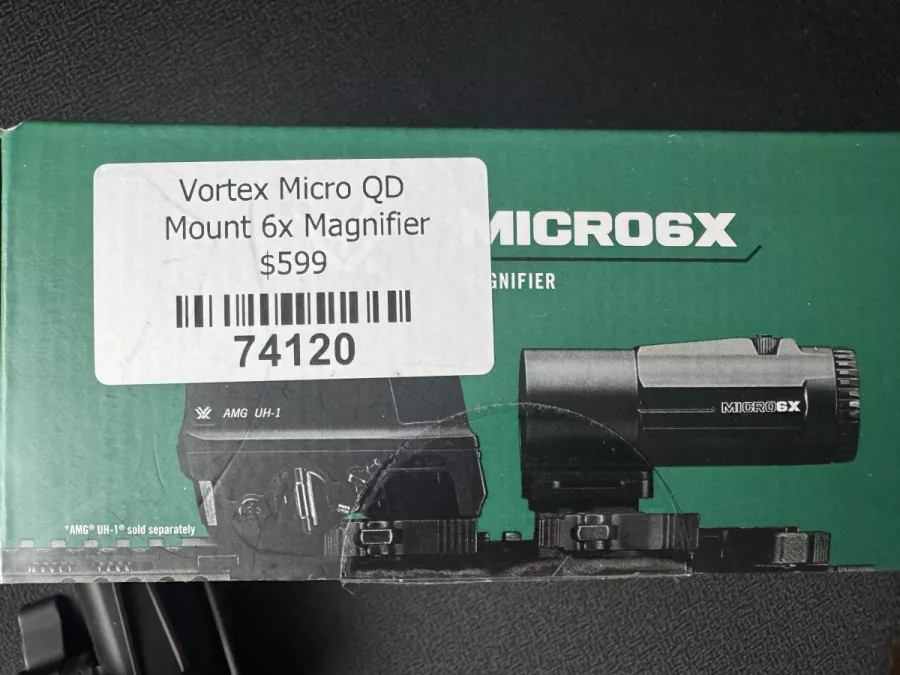 Vortex Micro QD
Mount 6x Magnifier
$599
74120
MICRO6X
GNIFIER
AMG UH-1
MICRO6X
*AMG® UH-1® sold separately